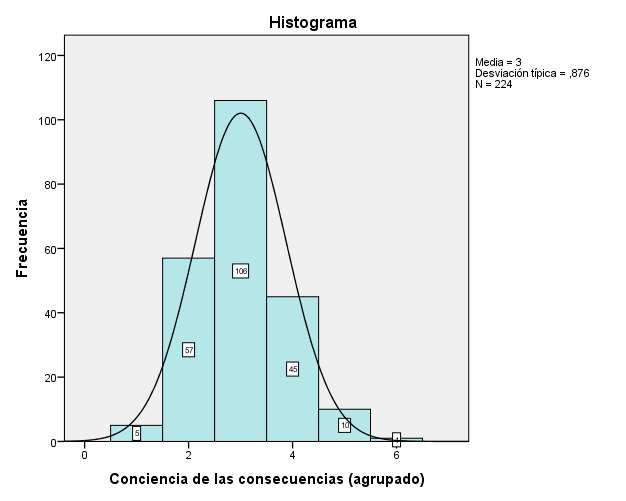 Histograma
Media = 3
Desviación típica = ,876
N = 224
120
100
80
60
40
20
0
Frecuencia
5
57
106
45
10
1
0
2
4
6
Conciencia de las consecuencias (agrupado)